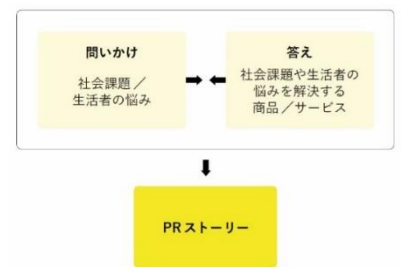 問いかけ
社会課題／
生活者の悩み
答え
社会課題や生活者の
悩みを解決する
商品／サービス
PRストーリー